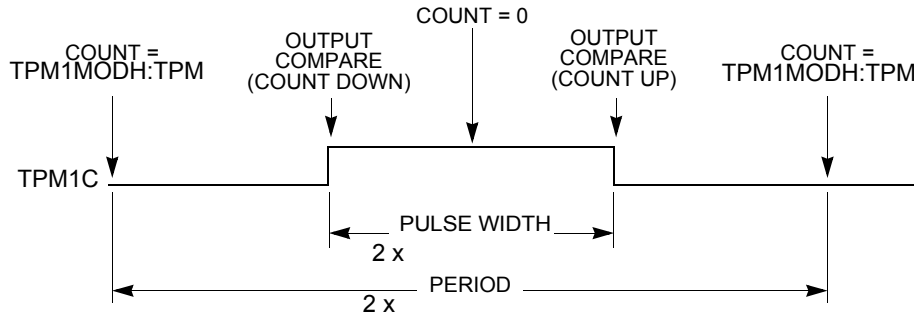 COUNT = 0
COUNT =
TPM1MODH:TPM
OUTPUT
COMPARE
(COUNT DOWN)
OUTPUT
COMPARE
(COUNT UP)
COUNT =
TPM1MODH:TPM
TPM1C
PULSE WIDTH
2 x
PERIOD
2 x